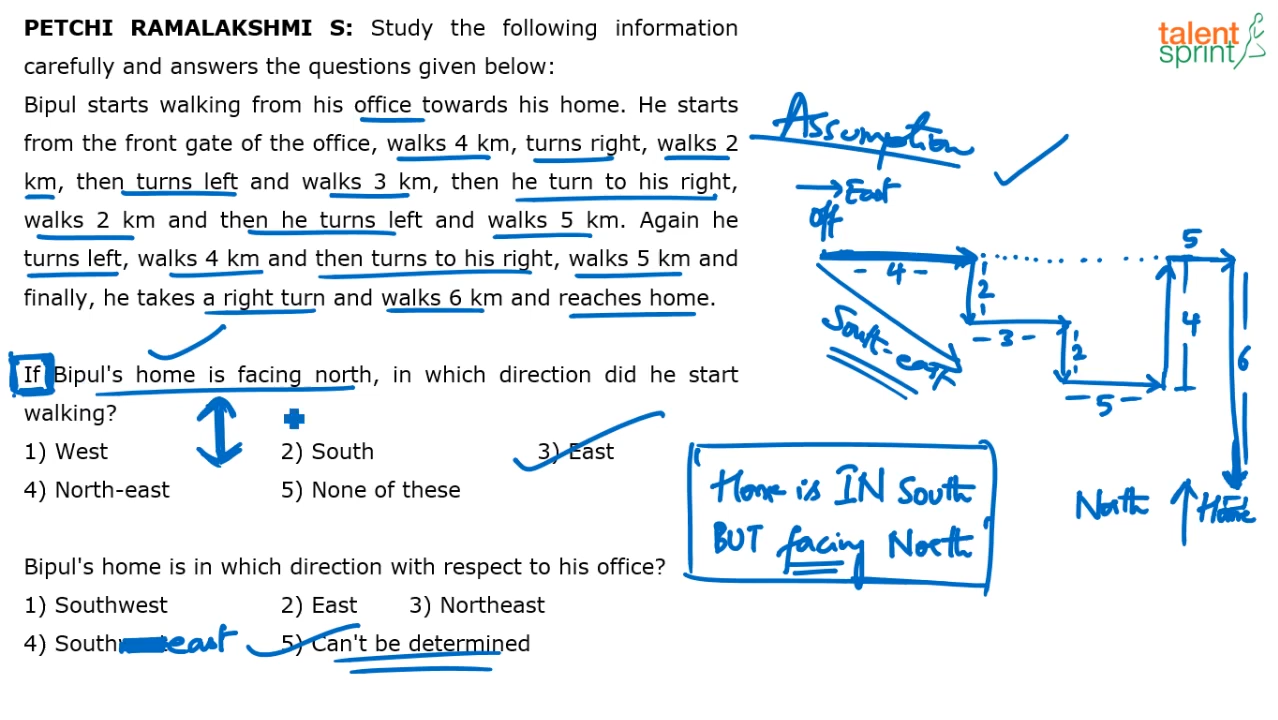 PETCHI RAMALAKSHMI S: Study the following information
carefully and answers the questions given below:
Bipul starts walking from his office towards his home. He starts
from the front gate of the office, walks 4 km, turns right, walks 2
km, then turns left and walks 3 km, then he turn to his right,
walks 2 km and then he turns left and walks 5 km. Again he
turns left, walks 4 km and then turns to his right, walks 5 km and
finally, he takes a right turn and walks 6 km and reaches home.
If Bipul's home is facing north, in which direction did he start
walking?
1) West 2) South 3) East
4) North-east 5) None of these
Bipul's home is in which direction with respect to his office?
1) Southwest 2) East 3) Northeast
4) South east 5) Can't be determined
talent
sprint
Assumption
East
off
4
2
3
2
5
4
5
6
South-east
North Home
Home is IN South
BUT facing North